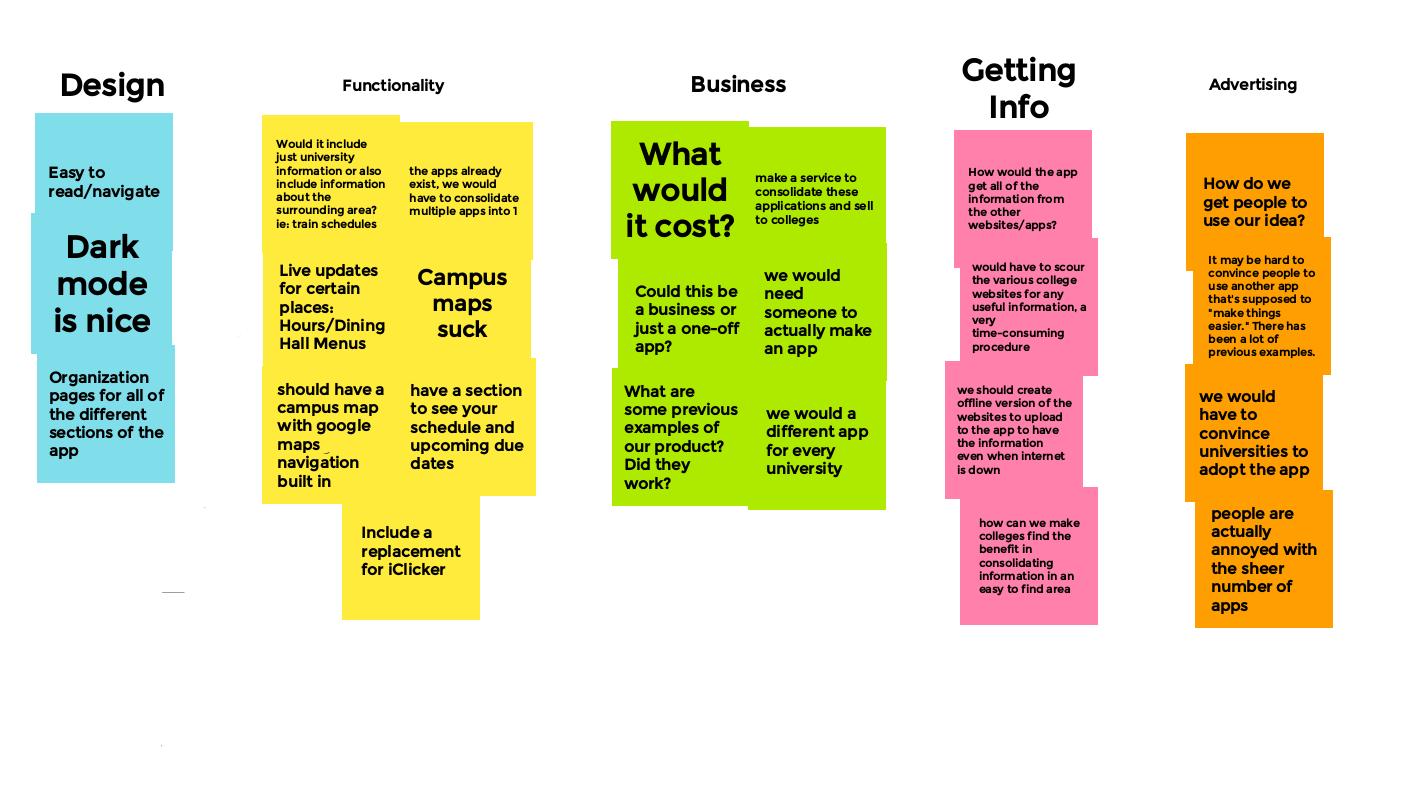 Design
Easy to
read/navigate
Dark
mode
is nice
Organization
pages for all of
the different
sections of the
app
Functionality
Would it include
just university
information or also
include information
about the
surrounding area?
ie: train schedules
the apps already
exist, we would
have to consolidate
multiple apps into 1
Live updates
for certain
places:
Hours/Dining
Hall Menus
Campus
maps
suck
should have a
campus map
with google
maps
navigation
built in
have a section
to see your
schedule and
upcoming due
dates
Include a
replacement
for iClicker
Business
What
would
it cost?
make a service to
consolidate these
applications and sell
to colleges
Could this be
a business or
just a one-off
app?
we would
need
someone to
actually make
an app
What are
some previous
examples of
our product?
Did they
work?
we would a
different app
for every
university
Getting
Info
How would the app
get all of the
information from
the other
websites/apps?
would have to scour
the various college
websites for any
useful information, a
very
time-consuming
procedure
we should create
offline version of the
websites to upload
to the app to have
the information
even when internet
is down
how can we make
colleges find the
benefit in
consolidating
information in an
easy to find area
Advertising
How do we
get people to
use our idea?
It may be hard to
convince people to
use another app
that's supposed to
"make things
easier." There has
been a lot of
previous examples.
we would
have to
convince
universities to
adopt the app
people are
actually
annoyed with
the sheer
number of
apps